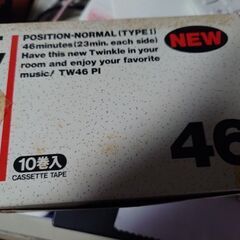 POSITION-NORMAL(TYPE I)
46minutes(23min. each side)
Have this new Twinkle in your
room and enjoy your favorite
music/ TW46 PI
NEW
10巻入
CASSETTE TAPE
46